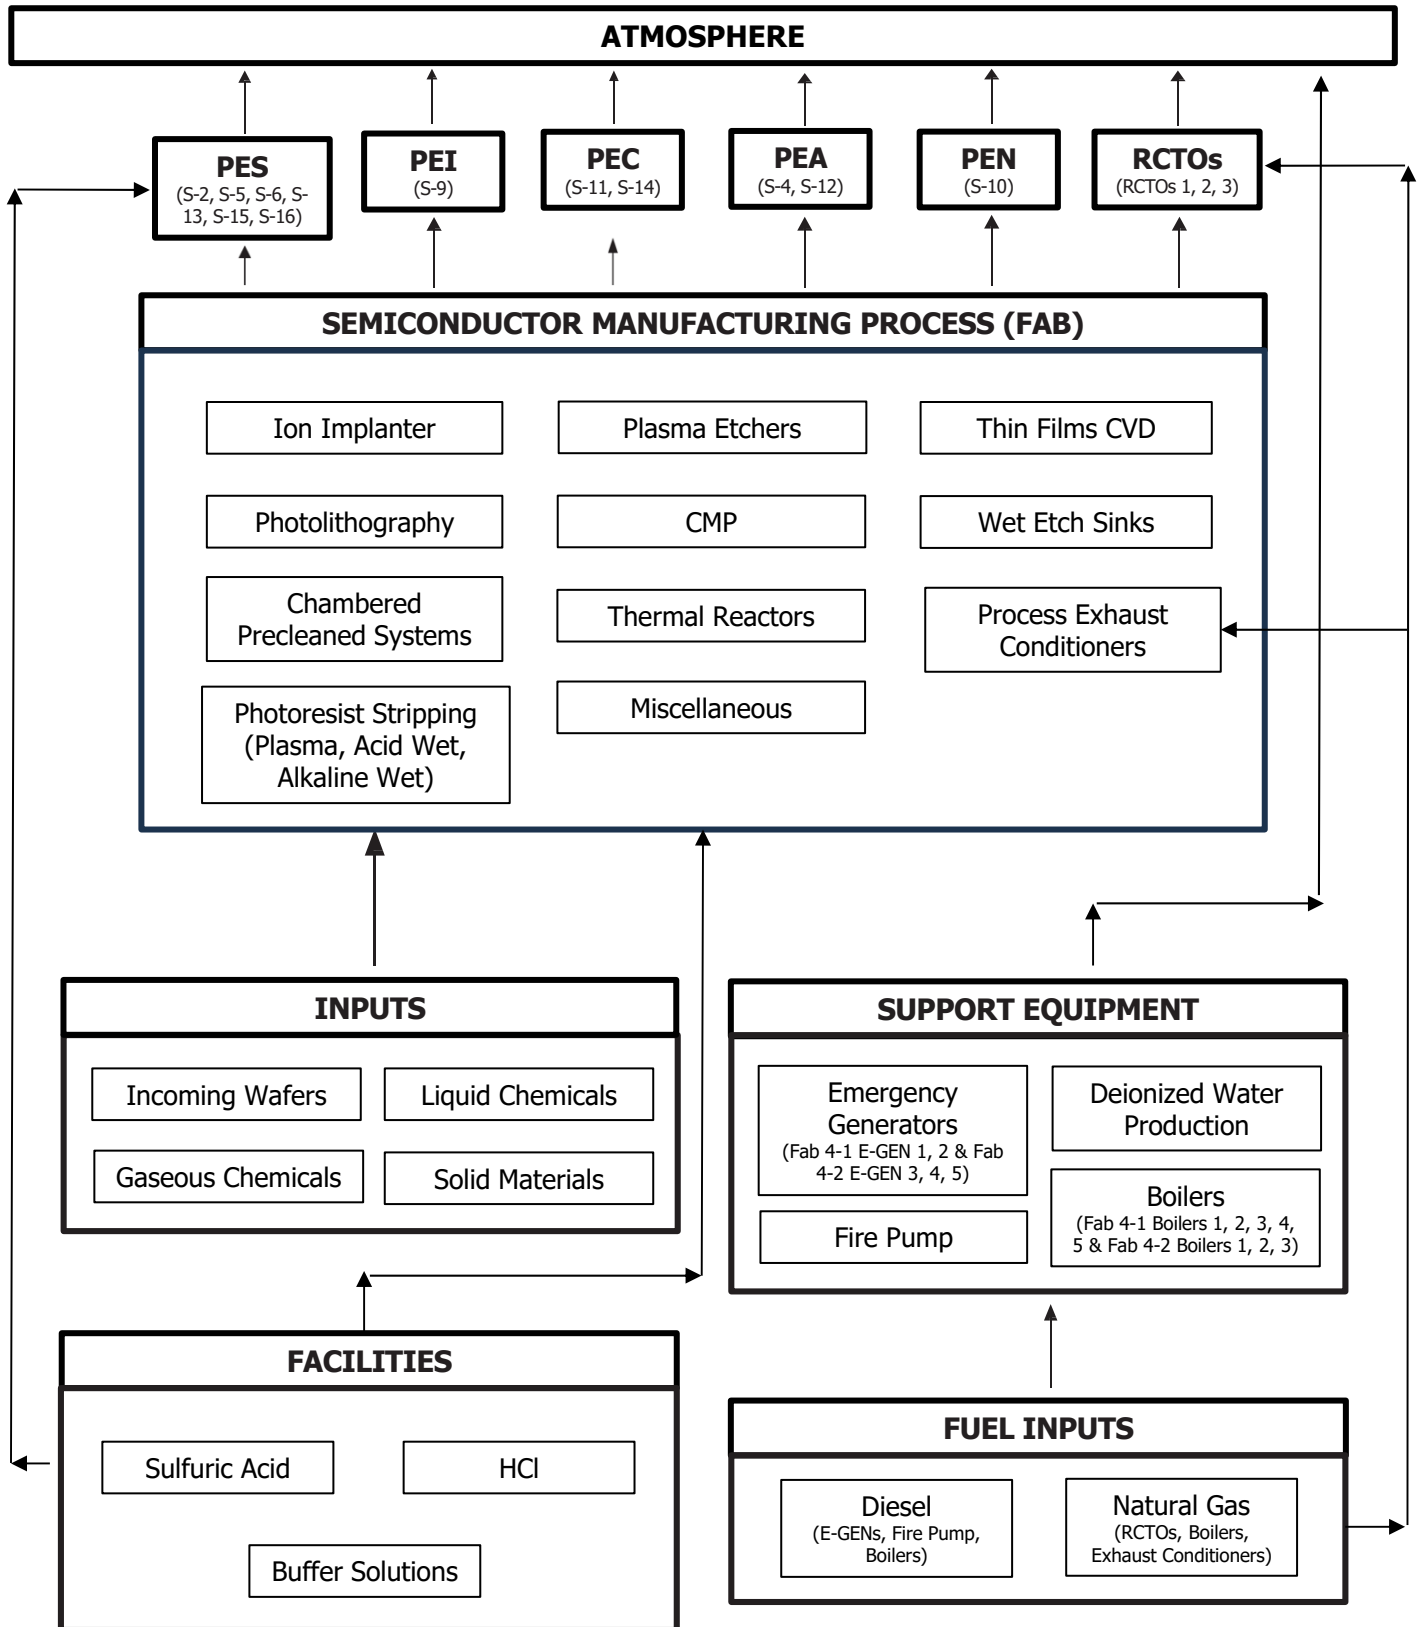 ATMOSPHERE
PES
(S-2, S-5, S-6, S-
13, S-15, S-16)
PEI
(S-9)
PEC
(S-11, S-14)
PEA
(S-4, S-12)
PEN
(S-10)
RCTOs
(RCTOs 1, 2, 3)
SEMICONDUCTOR MANUFACTURING PROCESS (FAB)
Ion Implanter
Plasma Etchers
Thin Films CVD
Photolithography
CMP
Wet Etch Sinks
Chambered
Precleaned Systems
Thermal Reactors
Process Exhaust
Conditioners
Photoresist Stripping
(Plasma, Acid Wet,
Alkaline Wet)
Miscellaneous
INPUTS
Incoming Wafers
Liquid Chemicals
Gaseous Chemicals
Solid Materials
SUPPORT EQUIPMENT
Emergency
Generators
(Fab 4-1 E-GEN 1, 2 & Fab
4-2 E-GEN 3, 4, 5)
Deionized Water
Production
Fire Pump
Boilers
(Fab 4-1 Boilers 1, 2, 3, 4,
5 & Fab 4-2 Boilers 1, 2, 3)
FACILITIES
Sulfuric Acid
HCl
Buffer Solutions
FUEL INPUTS
Diesel
(E-GENs, Fire Pump,
Boilers)
Natural Gas
(RCTOs, Boilers,
Exhaust Conditioners)